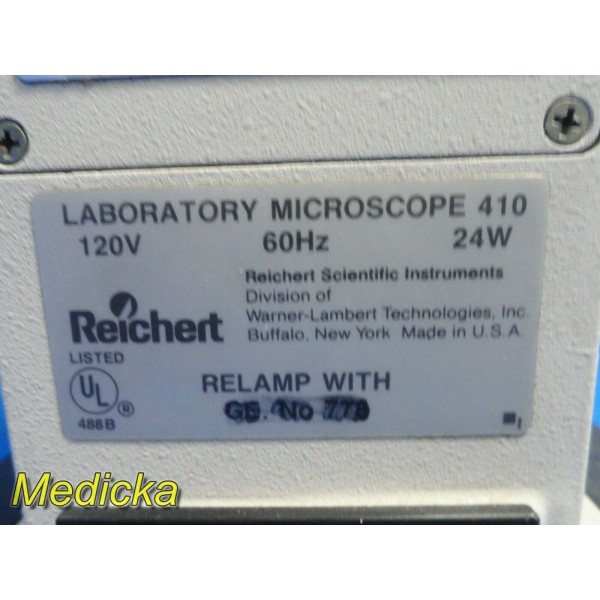 LABORATORY MICROSCOPE 410
120V 60Hz 24W
Reichert Scientific Instruments
Division of
Warner-Lambert Technologies, Inc.
Buffalo, New York Made in U.S.A.
Reichert
LISTED
UL ®
488B
RELAMP WITH
GE. No 779
Medicka